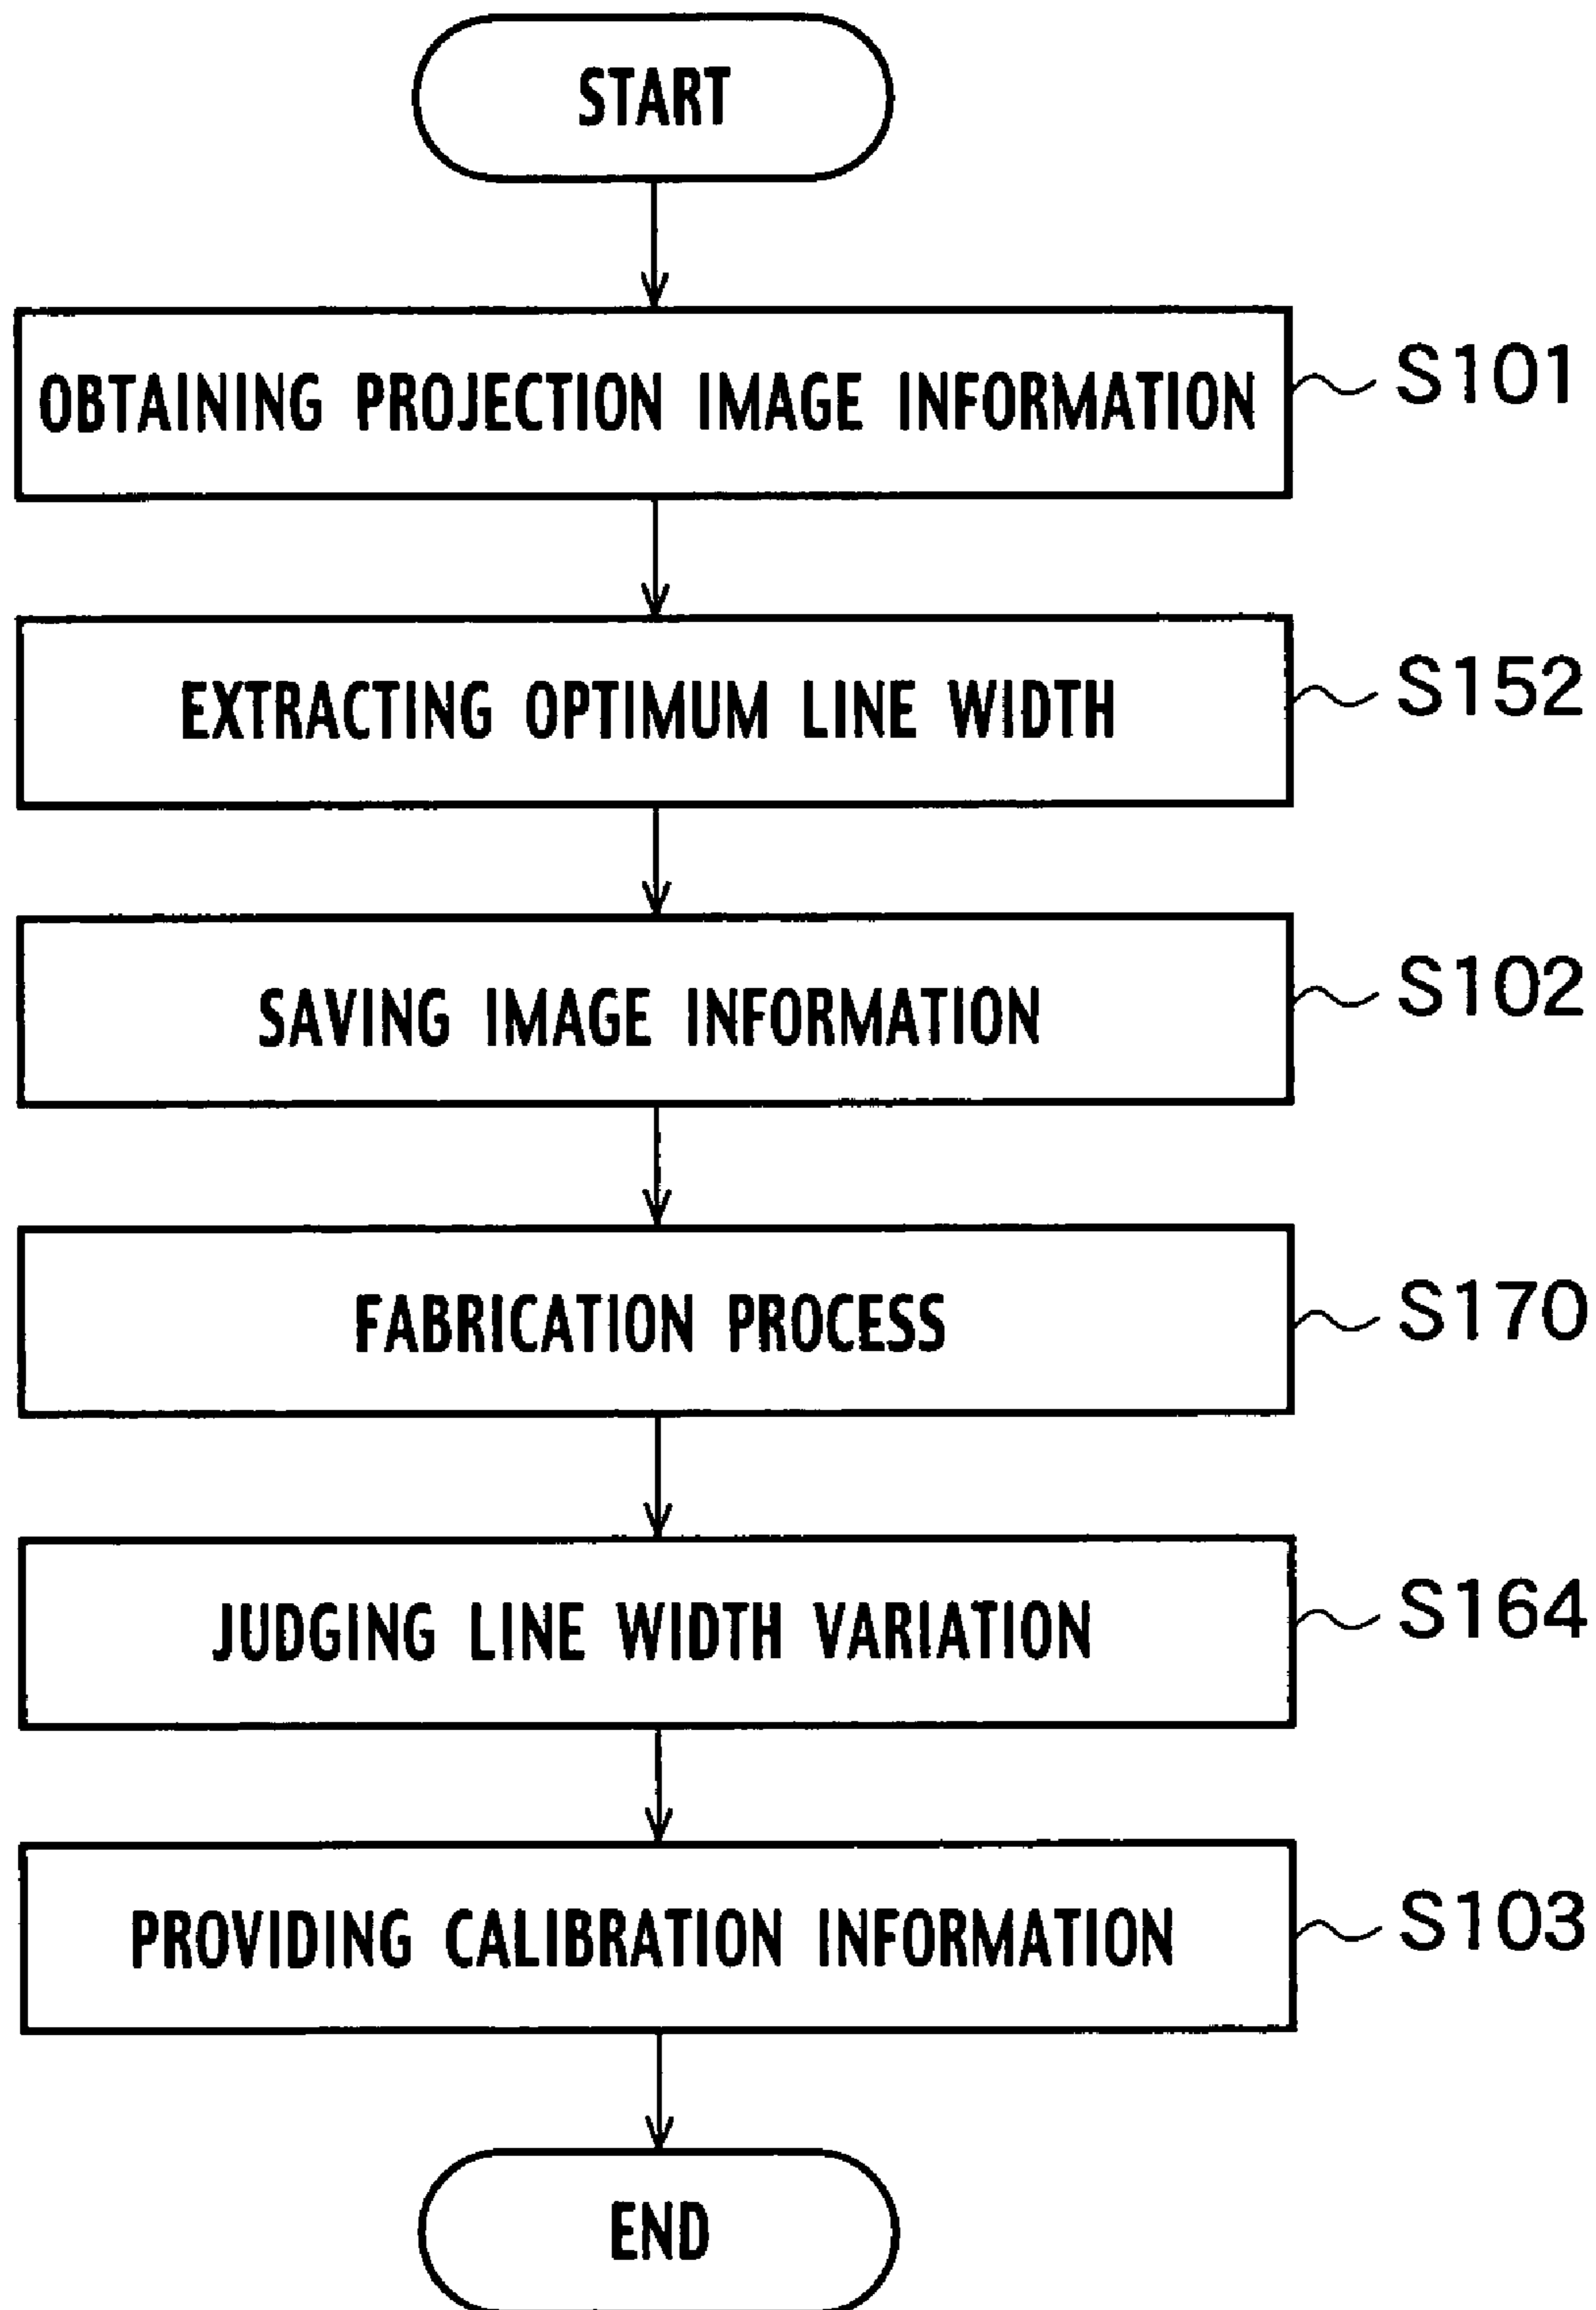 START
OBTAINING PROJECTION IMAGE INFORMATION S101
EXTRACTING OPTIMUM LINE WIDTH S152
SAVING IMAGE INFORMATION S102
FABRICATION PROCESS S170
JUDGING LINE WIDTH VARIATION S164
PROVIDING CALIBRATION INFORMATION S103
END